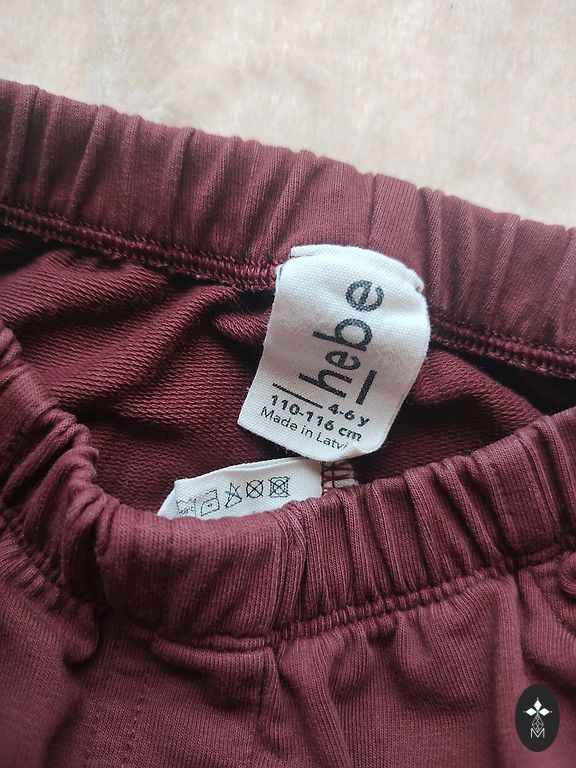 hebe
4-6 y
110-116 cm
Made in Latvi
M